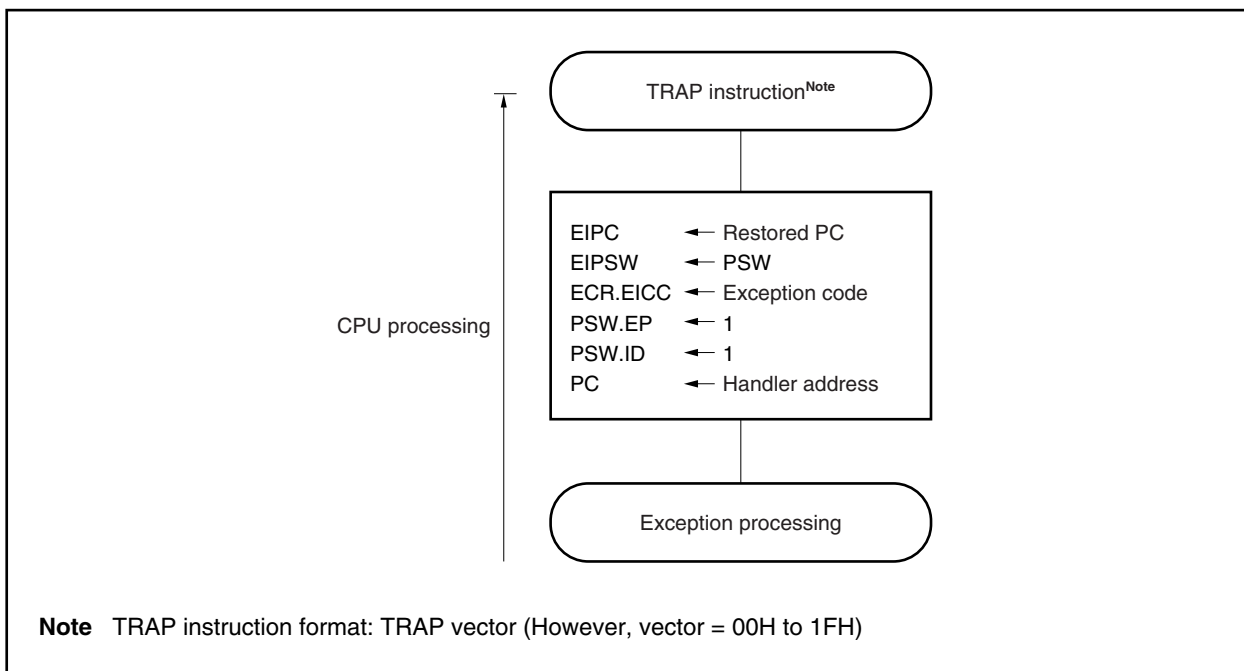 TRAP instructionNote
EIPC ← Restored PC
EIPSW ← PSW
ECR.EICC ← Exception code
PSW.EP ← 1
PSW.ID ← 1
PC ← Handler address
CPU processing
Exception processing
Note TRAP instruction format: TRAP vector (However, vector = 00H to 1FH)